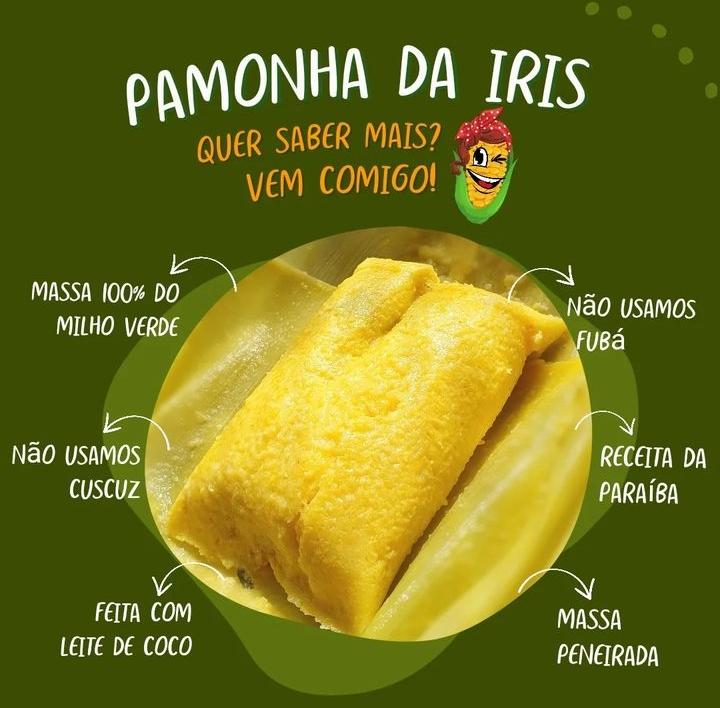 PAMONHA DA IRIS
QUER SABER MAIS?
VEM COMIGO!
MASSA 100% DO
MILHO VERDE
NÃO USAMOS
FUBÁ
NÃO USAMOS
CUSCUZ
RECEITA DA
PARAÍBA
FEITA COM
LEITE DE COCO
MASSA
PENEIRADA